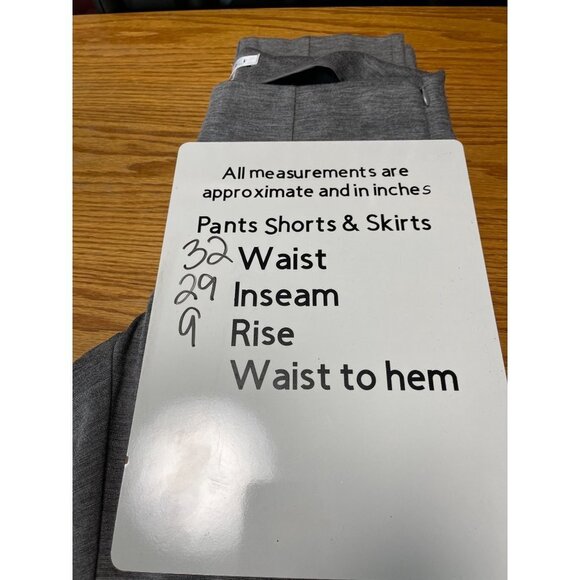 All measurements are
approximate and in inches
Pants Shorts & Skirts
32 Waist
29 Inseam
9 Rise
Waist to hem